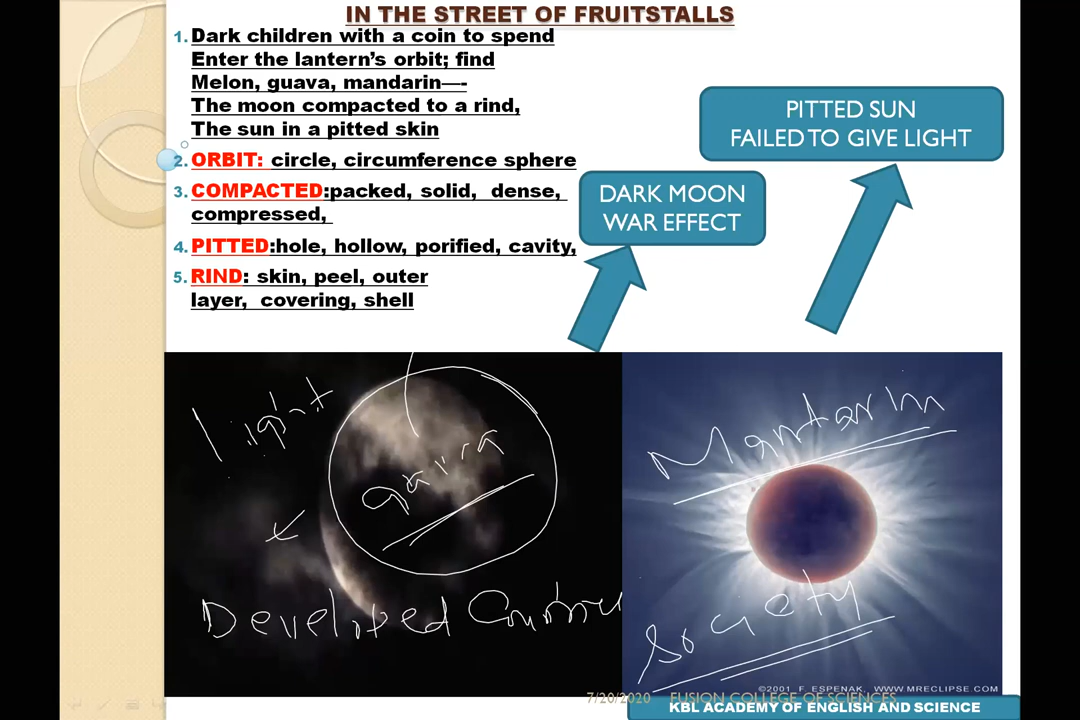 IN THE STREET OF FRUITSTALLS
1. Dark children with a coin to spend
Enter the lantern's orbit; find
Melon, guava, mandarin—-
The moon compacted to a rind,
The sun in a pitted skin
2. ORBIT: circle, circumference sphere
3. COMPACTED:packed, solid, dense,
compressed,
4. PITTED:hole, hollow, porified, cavity,
5. RIND: skin, peel, outer
layer, covering, shell
PITTED SUN
FAILED TO GIVE LIGHT
DARK MOON
WAR EFFECT
Light
Developed
Society
©2001, F. ESPENAK, WWW.MRECLIPSE.COM
7/20/2020
FUSION COLLEGE OF SCIENCES
KBL ACADEMY OF ENGLISH AND SCIENCE